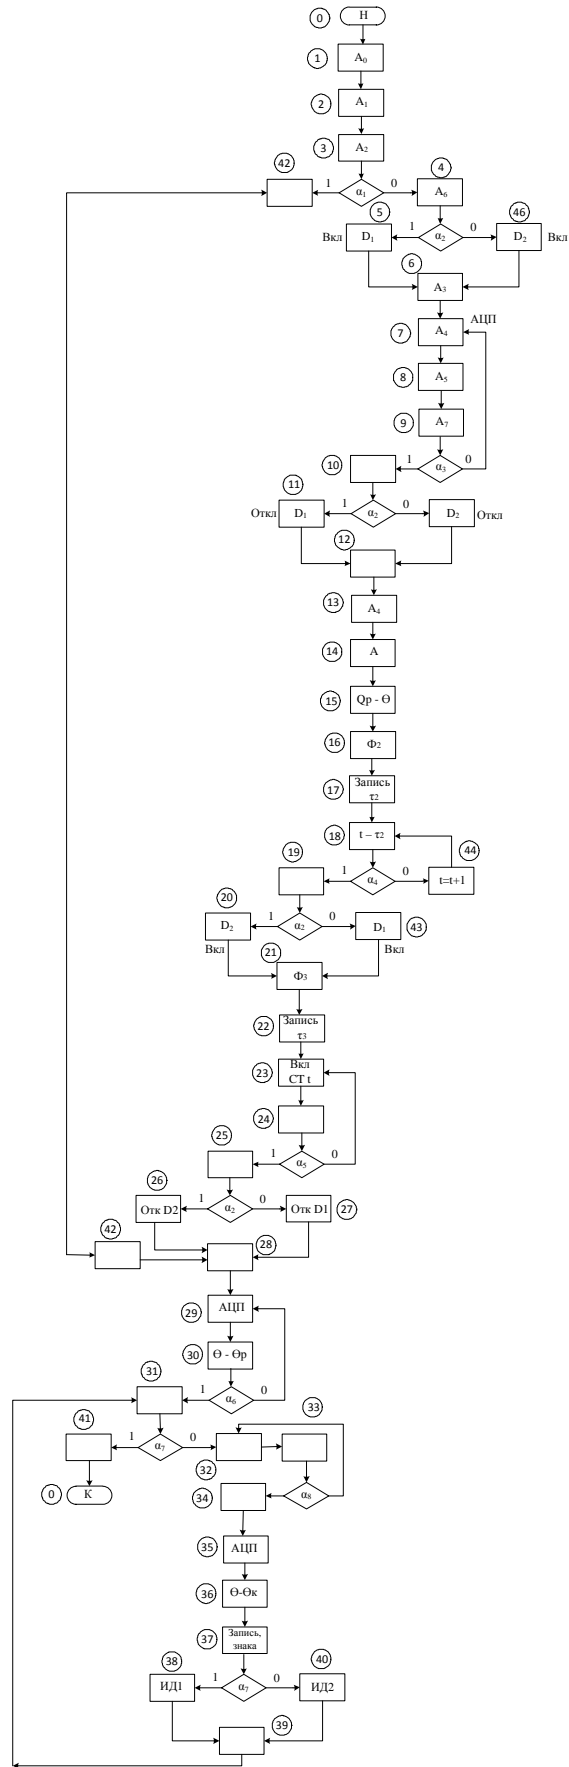 0 Н
1 A₀
2 A₁
3 A₂
42 4
1 α₁ 0 A₆
5 46
Вкл D₁ 1 α₂ 0 D₂ Вкл
6 A₃
АЦП
7 A₄
8 A₅
9 A₇
10 1 α₃ 0
11
Откл D₁ 1 α₂ 0 D₂ Откл
12
13 A₄
14 A
15 Qp - Ө
16 Ф₂
17 Запись
τ₂
18 t – τ₂
19 44
1 α₄ 0 t=t+1
20
D₂ 1 α₂ 0 D₁ 43
Вкл Вкл
21
Ф₃
22 Запись
τ₃
23 Вкл
СТ t
24
25
1 α₅ 0
26
Отк D2 1 α₂ 0 Отк D1 27
42 28
29 АЦП
30 Ө - Өр
31
1 α₆ 0
41 33
1 α₇ 0
32
0 К 34 α₈
35 АЦП
36 Ө-Өк
37 Запись,
знака
38 40
ИД1 1 α₇ 0 ИД2
39